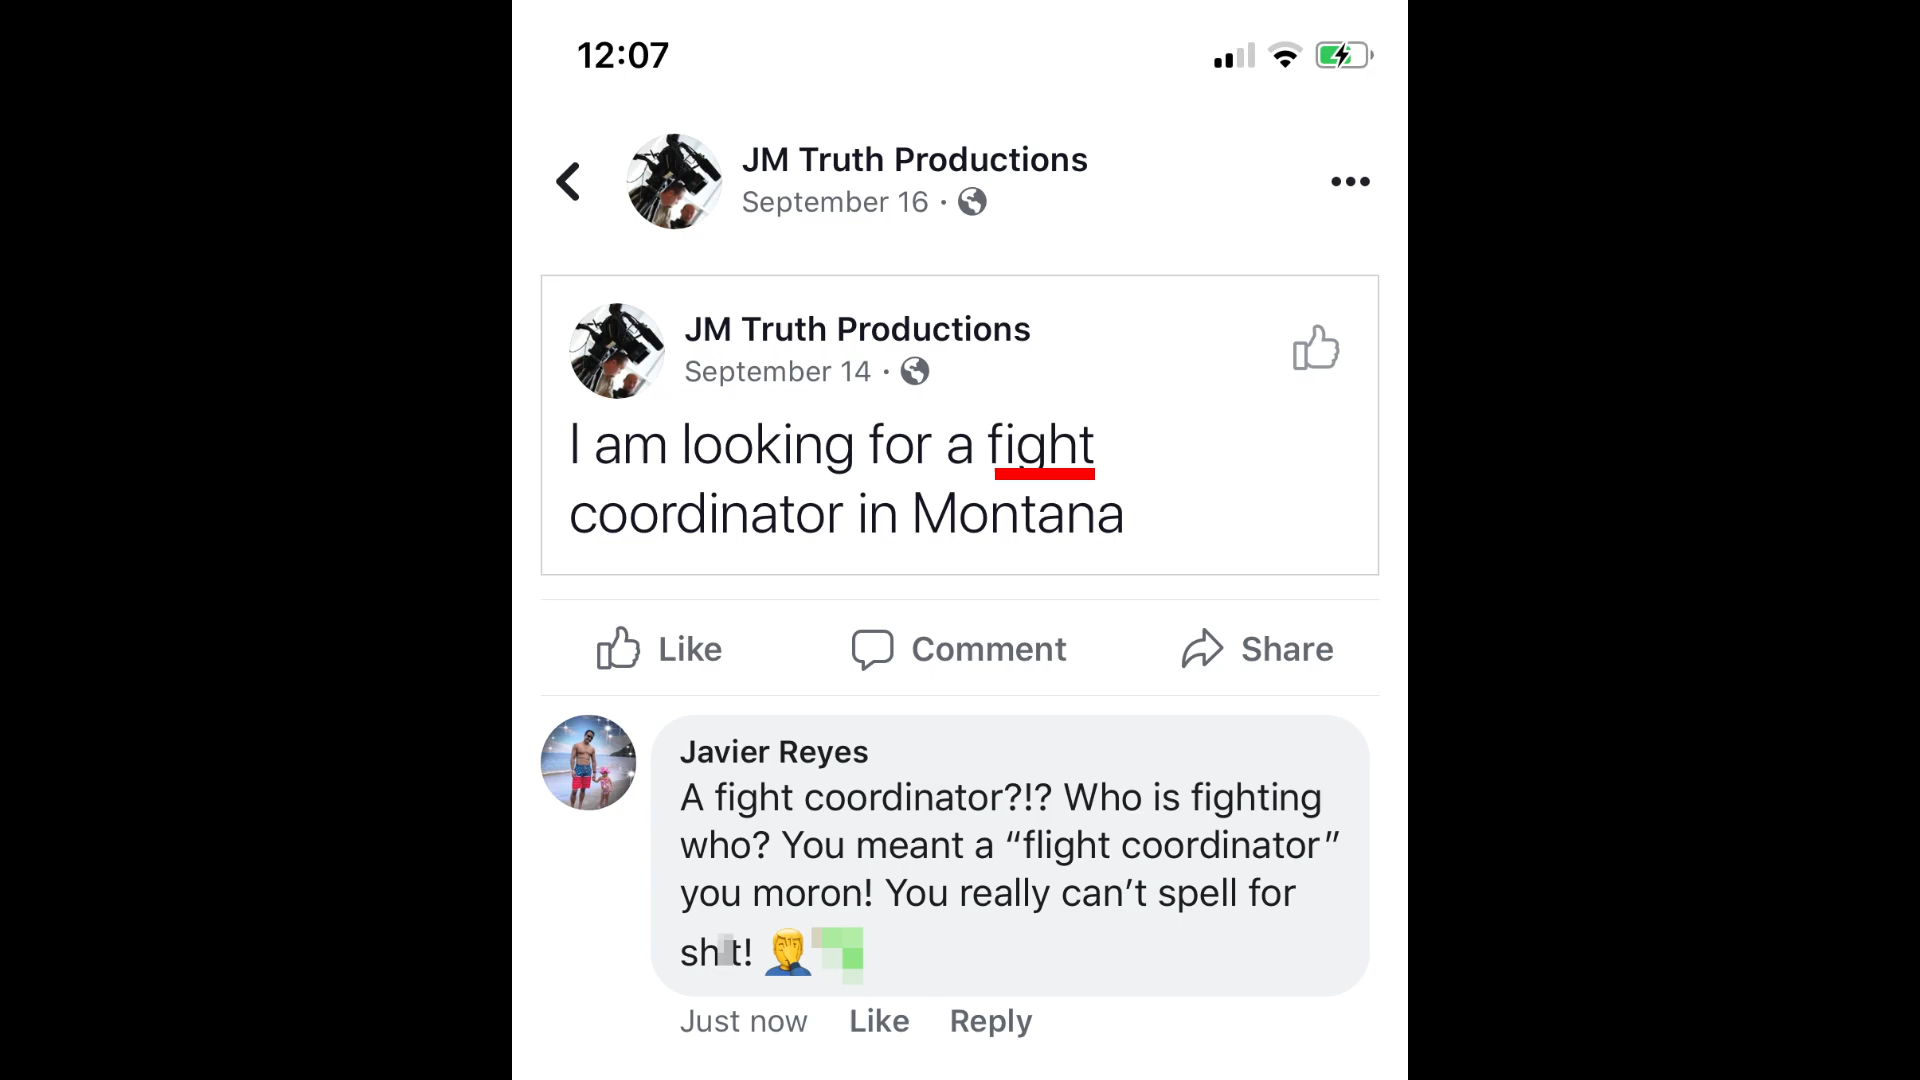 12:07
JM Truth Productions
September 16 ·
JM Truth Productions
September 14 ·
I am looking for a fight
coordinator in Montana
Like
Comment
Share
Javier Reyes
A fight coordinator?!? Who is fighting
who? You meant a “flight coordinator”
you moron! You really can’t spell for
sh t!
Just now
Like
Reply